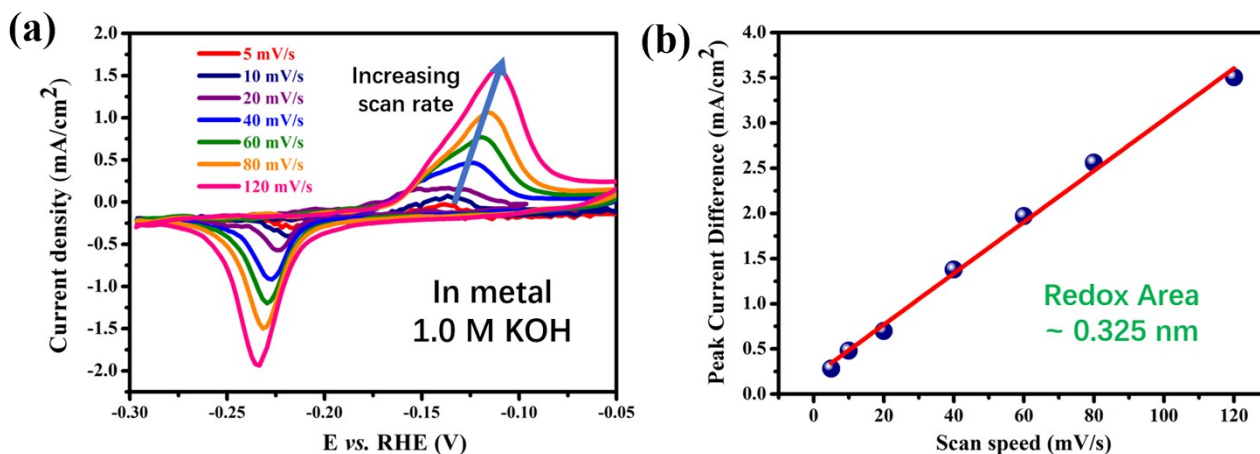 (a)
Current density (mA/cm²)
2.0
1.5
1.0
0.5
0.0
-0.5
-1.0
-1.5
-2.0
5 mV/s
10 mV/s
20 mV/s
40 mV/s
60 mV/s
80 mV/s
120 mV/s
Increasing
scan rate
In metal
1.0 M KOH
-0.30
-0.25
-0.20
-0.15
-0.10
-0.05
E vs. RHE (V)
(b)
Peak Current Difference (mA/cm²)
4.0
3.5
3.0
2.5
2.0
1.5
1.0
0.5
0.0
Redox Area
~ 0.325 nm
0
20
40
60
80
100
120
Scan speed (mV/s)